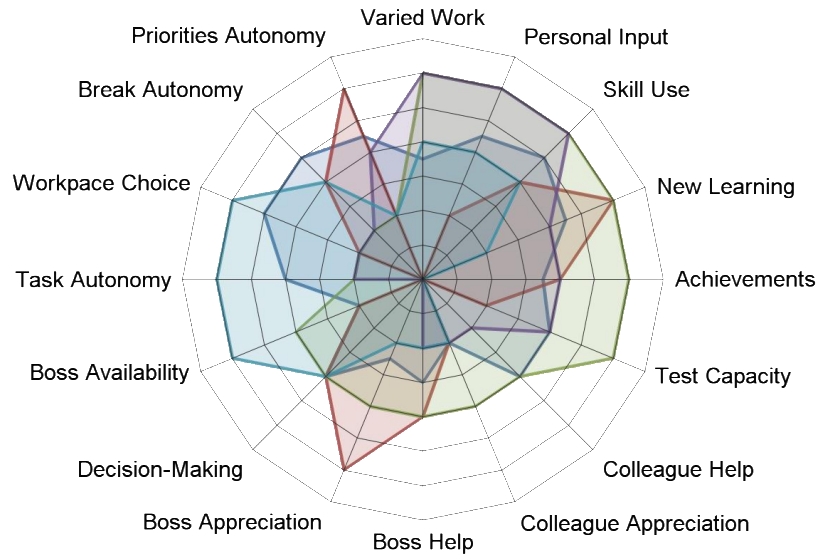 Varied Work
Priorities Autonomy
Personal Input
Break Autonomy
Skill Use
Workpace Choice
New Learning
Task Autonomy
Achievements
Boss Availability
Test Capacity
Decision-Making
Colleague Help
Boss Appreciation
Colleague Appreciation
Boss Help